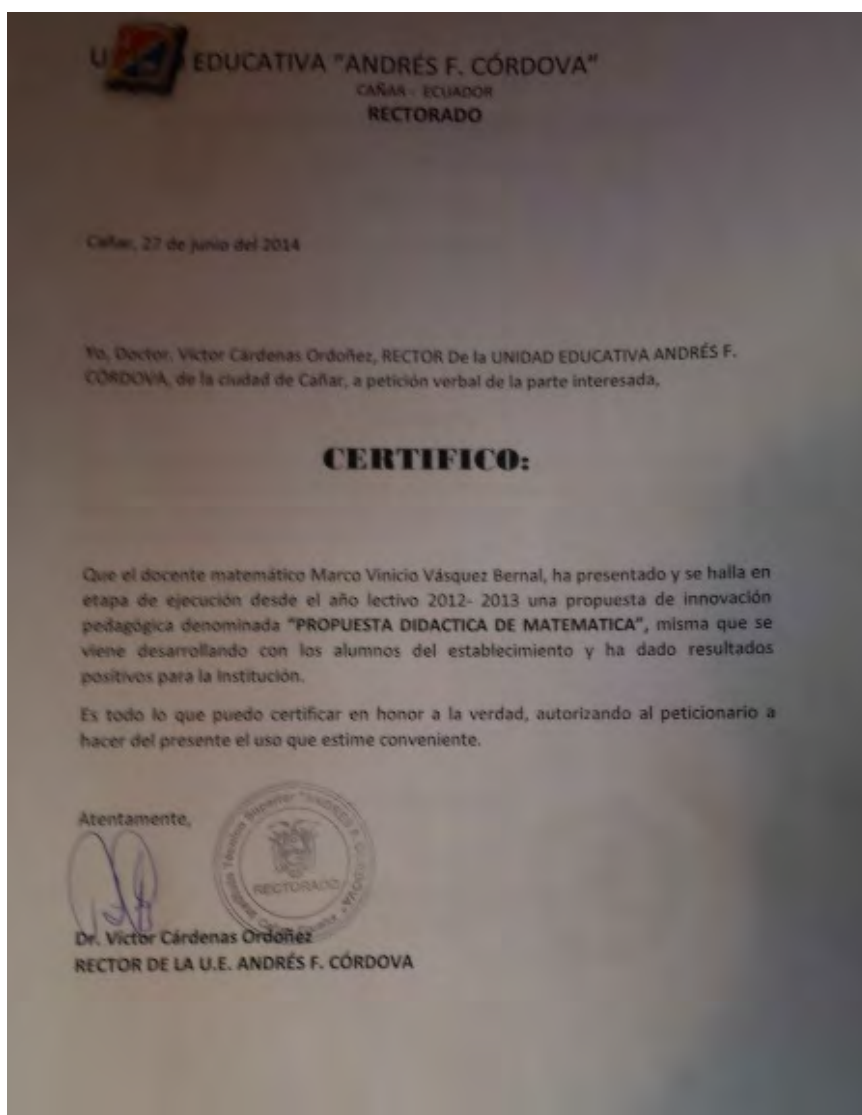 U EDUCATIVA "ANDRÉS F. CÓRDOVA"
CAÑAR - ECUADOR
RECTORADO
Cañar, 27 de junio del 2014
Yo, Doctor, Victor Cárdenas Ordoñez, RECTOR De la UNIDAD EDUCATIVA ANDRÉS F.
CÓRDOVA, de la ciudad de Cañar, a petición verbal de la parte interesada,
CERTIFICO:
Que el docente matemático Marco Vinicio Vásquez Bernal, ha presentado y se halla en
etapa de ejecución desde el año lectivo 2012- 2013 una propuesta de innovación
pedagógica denominada "PROPUESTA DIDACTICA DE MATEMATICA", misma que se
viene desarrollando con los alumnos del establecimiento y ha dado resultados
positivos para la Institución.
Es todo lo que puedo certificar en honor a la verdad, autorizando al peticionario a
hacer del presente el uso que estime conveniente.
Atentamente,
Técnico Superior "ANDRES F. CORDOVA"
RECTORADO
Dr. Victor Cárdenas Ordoñez
RECTOR DE LA U.E. ANDRÉS F. CÓRDOVA